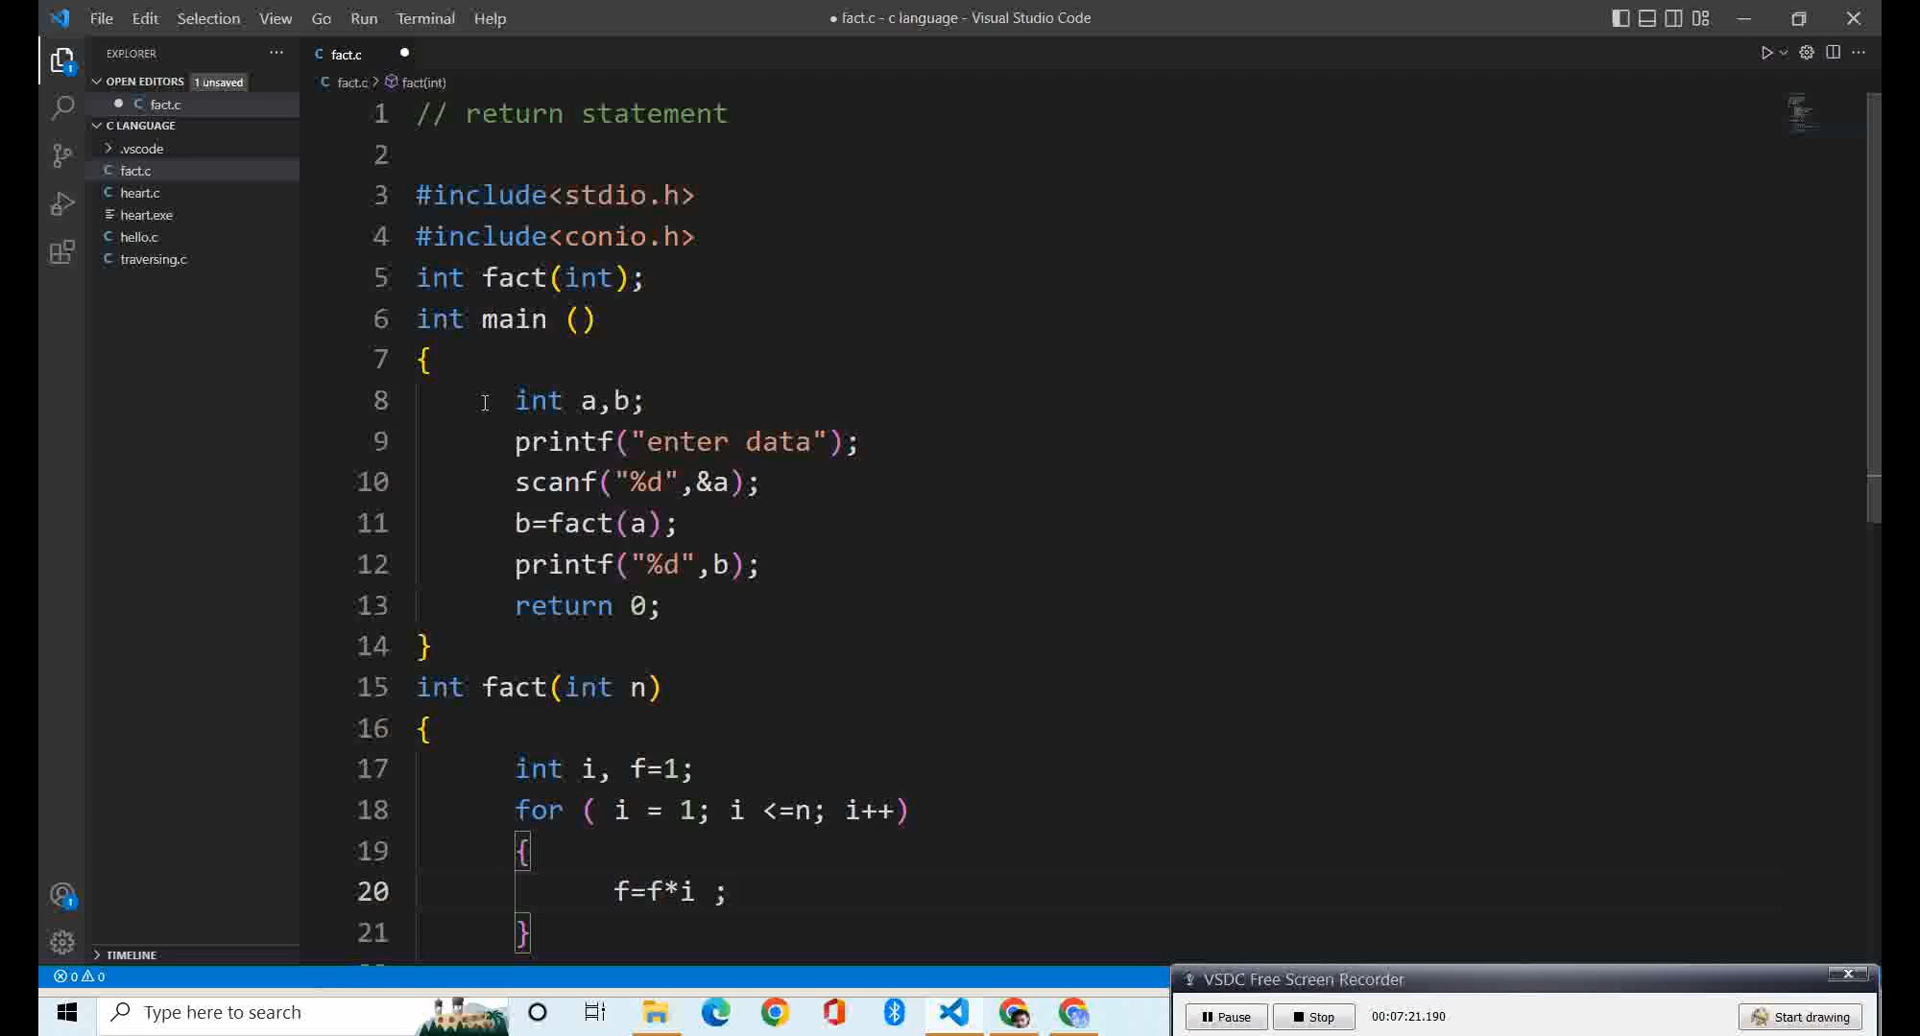 File Edit Selection View Go Run Terminal Help
● fact.c - c language - Visual Studio Code
EXPLORER
OPEN EDITORS 1 unsaved
C fact.c
C LANGUAGE
.vscode
C fact.c
C heart.c
heart.exe
C hello.c
C traversing.c
TIMELINE
C fact.c
C fact.c > fact(int)
1 // return statement
2
3 #include<stdio.h>
4 #include<conio.h>
5 int fact(int);
6 int main ()
7 {
8 int a,b;
9 printf("enter data");
10 scanf("%d",&a);
11 b=fact(a);
12 printf("%d",b);
13 return 0;
14 }
15 int fact(int n)
16 {
17 int i, f=1;
18 for ( i = 1; i <=n; i++)
19 {
20 f=f*i ;
21 }
0 0
VSDC Free Screen Recorder
Pause Stop 00:07:21.190 Start drawing
Type here to search